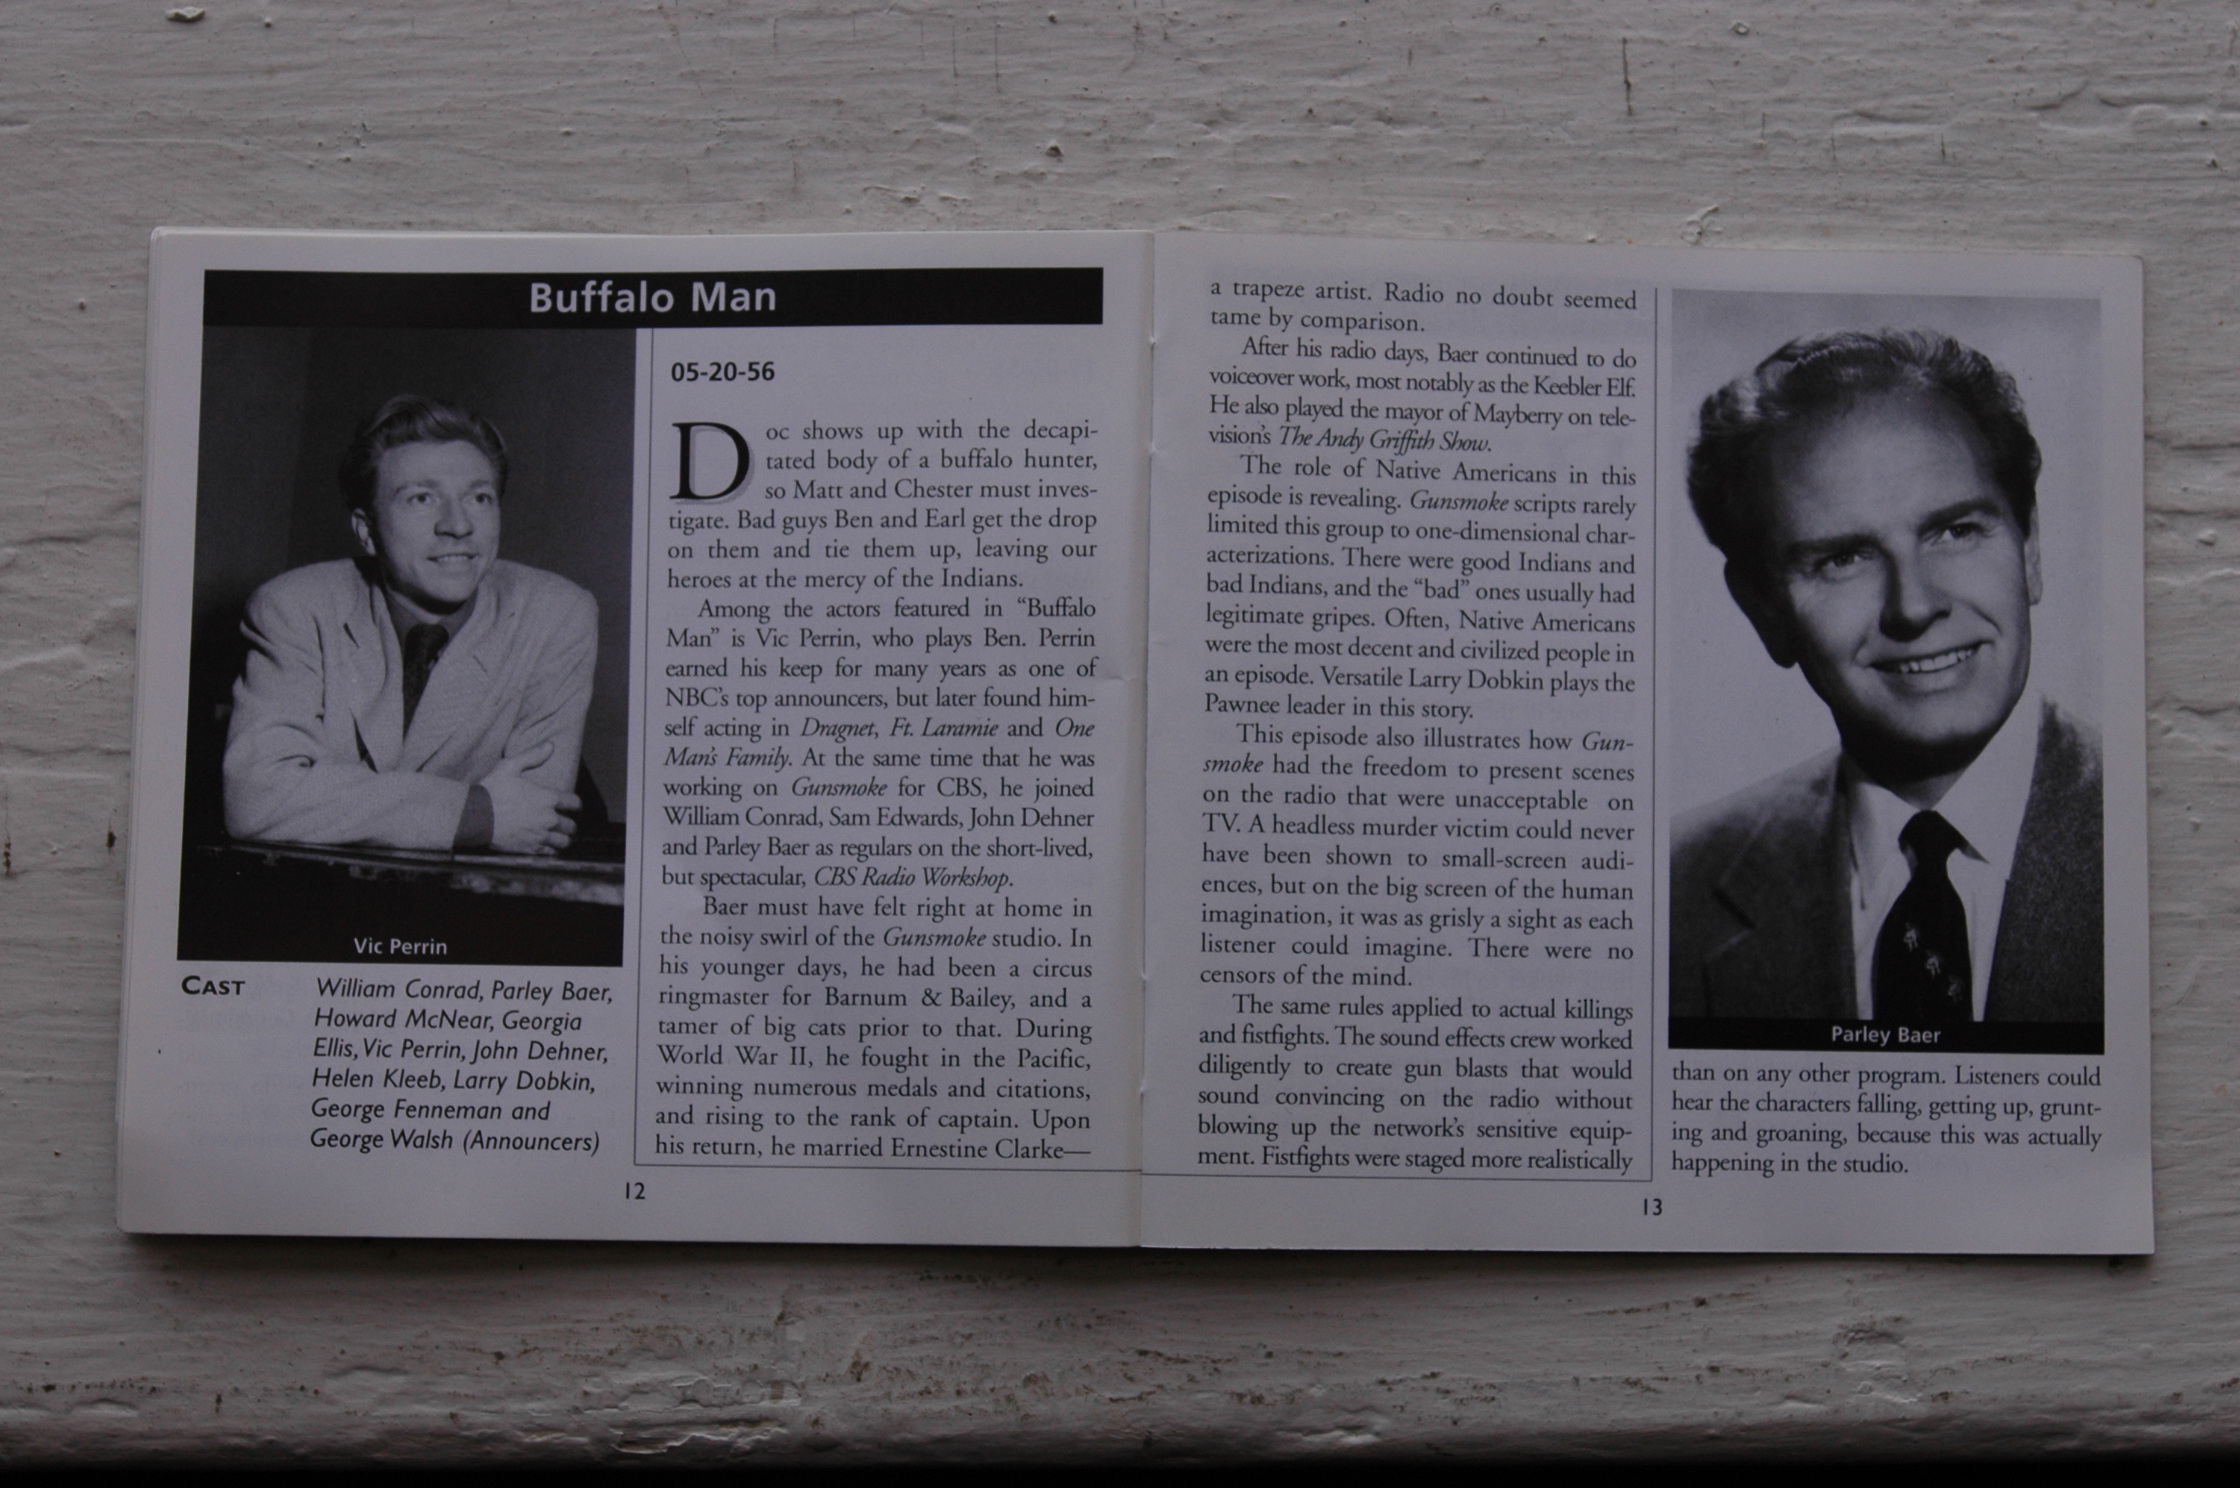 Buffalo Man
Vic Perrin
CAST
William Conrad, Parley Baer,
Howard McNear, Georgia
Ellis, Vic Perrin, John Dehner,
Helen Kleeb, Larry Dobkin,
George Fenneman and
George Walsh (Announcers)
05-20-56
Doc shows up with the decapi-
tated body of a buffalo hunter,
so Matt and Chester must inves-
tigate. Bad guys Ben and Earl get the drop
on them and tie them up, leaving our
heroes at the mercy of the Indians.
Among the actors featured in “Buffalo
Man” is Vic Perrin, who plays Ben. Perrin
earned his keep for many years as one of
NBC’s top announcers, but later found him-
self acting in Dragnet, Ft. Laramie and One
Man’s Family. At the same time that he was
working on Gunsmoke for CBS, he joined
William Conrad, Sam Edwards, John Dehner
and Parley Baer as regulars on the short-lived,
but spectacular, CBS Radio Workshop.
Baer must have felt right at home in
the noisy swirl of the Gunsmoke studio. In
his younger days, he had been a circus
ringmaster for Barnum & Bailey, and a
tamer of big cats prior to that. During
World War II, he fought in the Pacific,
winning numerous medals and citations,
and rising to the rank of captain. Upon
his return, he married Ernestine Clarke—
12
a trapeze artist. Radio no doubt seemed
tame by comparison.
After his radio days, Baer continued to do
voiceover work, most notably as the Keebler Elf.
He also played the mayor of Mayberry on tele-
vision’s The Andy Griffith Show.
The role of Native Americans in this
episode is revealing. Gunsmoke scripts rarely
limited this group to one-dimensional char-
acterizations. There were good Indians and
bad Indians, and the “bad” ones usually had
legitimate gripes. Often, Native Americans
were the most decent and civilized people in
an episode. Versatile Larry Dobkin plays the
Pawnee leader in this story.
This episode also illustrates how Gun-
smoke had the freedom to present scenes
on the radio that were unacceptable on
TV. A headless murder victim could never
have been shown to small-screen audi-
ences, but on the big screen of the human
imagination, it was as grisly a sight as each
listener could imagine. There were no
censors of the mind.
The same rules applied to actual killings
and fistfights. The sound effects crew worked
diligently to create gun blasts that would
sound convincing on the radio without
blowing up the network’s sensitive equip-
ment. Fistfights were staged more realistically
Parley Baer
than on any other program. Listeners could
hear the characters falling, getting up, grunt-
ing and groaning, because this was actually
happening in the studio.
13